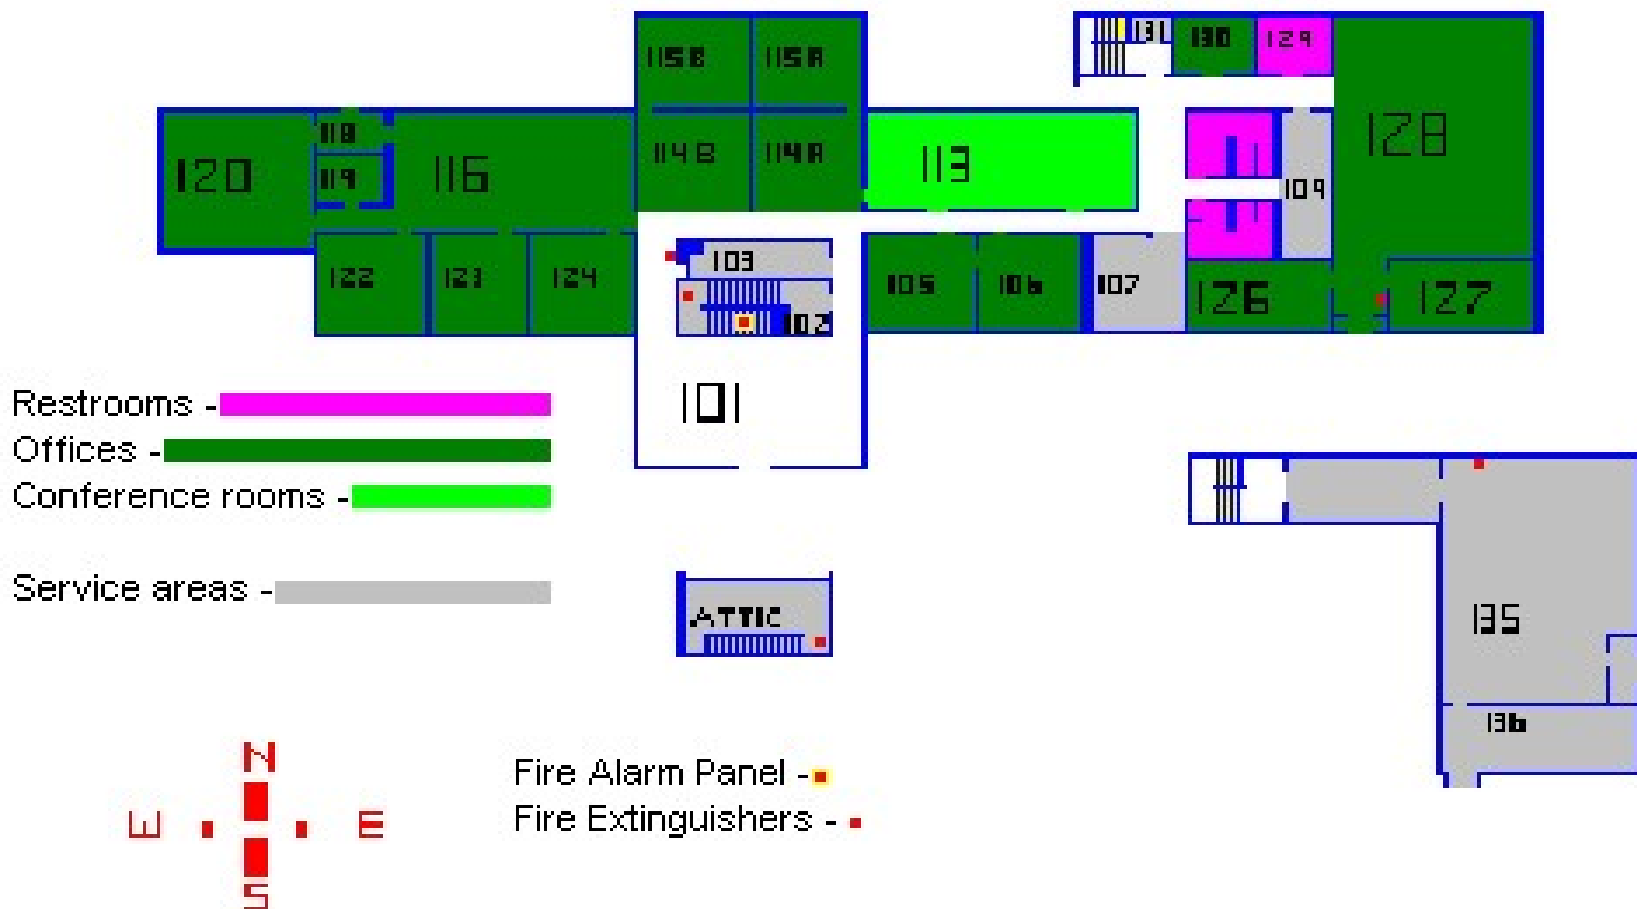 115B 115A 131 130 129
120 118 119 116 114B 114A 113 109 128
122 123 124 103 102 105 106 107 126 127
101
Restrooms -
Offices -
Conference rooms -
Service areas -
ATTIC
135
136
N
W E
S
Fire Alarm Panel -
Fire Extinguishers -